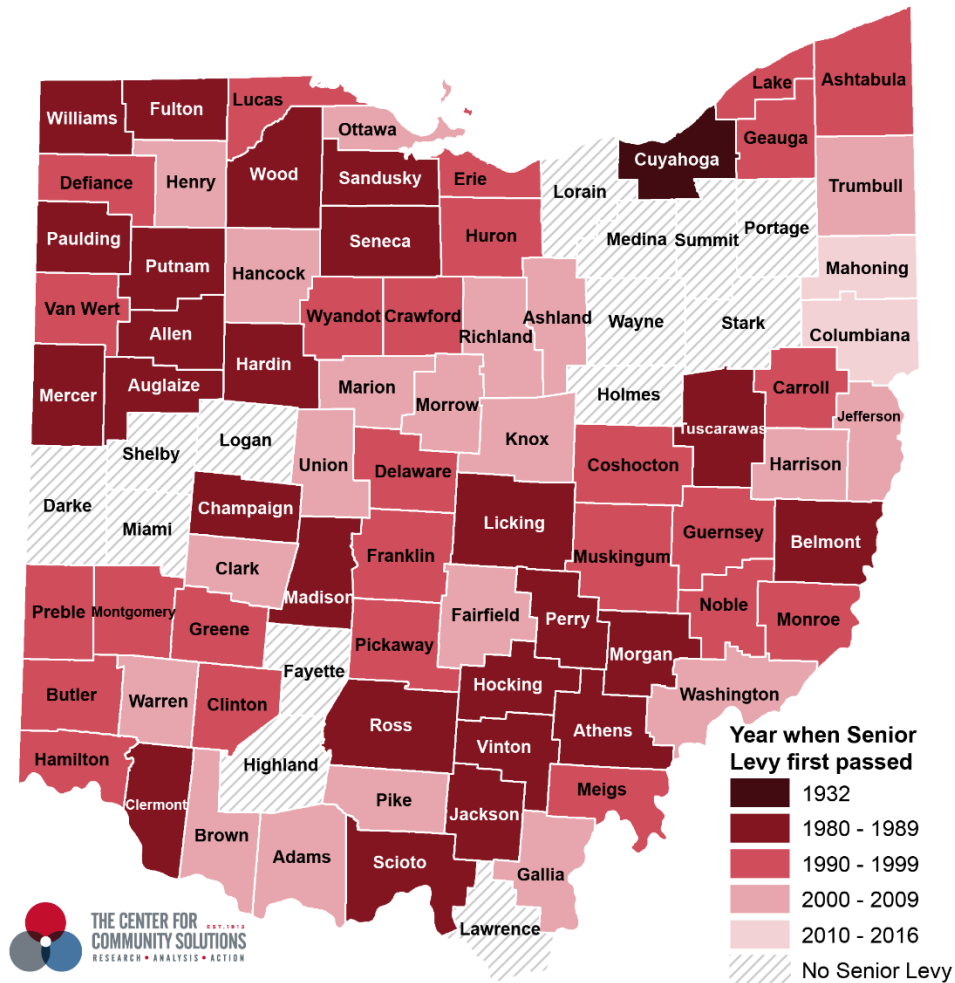 Ashtabula
Lake
Lucas
Fulton
Williams
Ottawa
Geauga
Cuyahoga
Wood
Sandusky
Erie
Defiance
Henry
Lorain
Trumbull
Portage
Medina
Summit
Paulding
Seneca
Huron
Putnam
Hancock
Mahoning
Van Wert
Wyandot
Crawford
Ashland
Wayne
Stark
Richland
Columbiana
Allen
Hardin
Auglaize
Mercer
Marion
Morrow
Holmes
Carroll
Jefferson
Tuscarawas
Logan
Shelby
Knox
Union
Delaware
Coshocton
Harrison
Darke
Champaign
Miami
Licking
Guernsey
Belmont
Franklin
Muskingum
Clark
Madison
Noble
Preble
Montgomery
Greene
Fairfield
Perry
Monroe
Pickaway
Morgan
Fayette
Hocking
Butler
Warren
Clinton
Washington
Ross
Athens
Vinton
Hamilton
Highland
Meigs
Pike
Clermont
Jackson
Brown
Adams
Scioto
Gallia
Lawrence
Year when Senior
Levy first passed
1932
1980 - 1989
1990 - 1999
2000 - 2009
2010 - 2016
No Senior Levy
EST.1913
THE CENTER FOR
COMMUNITY SOLUTIONS
RESEARCH • ANALYSIS • ACTION